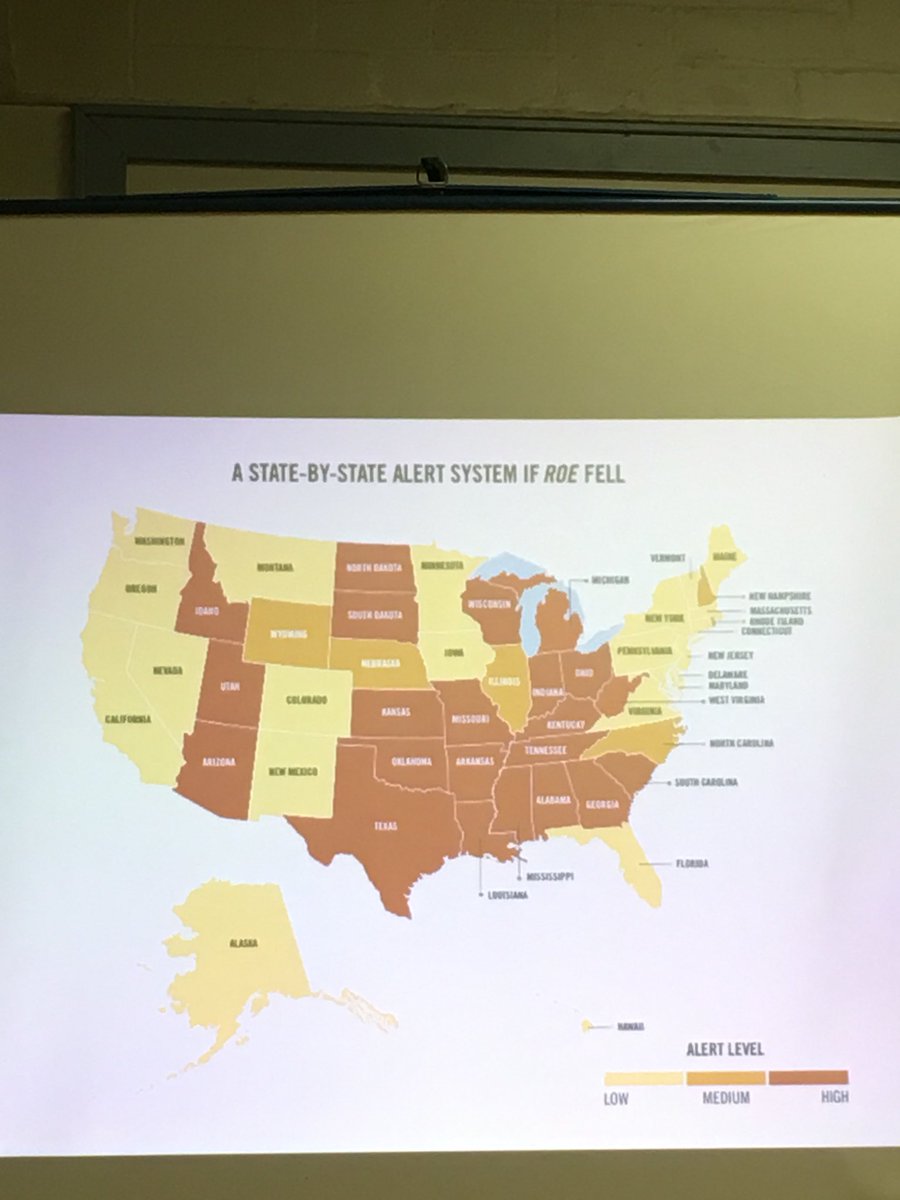 A STATE-BY-STATE ALERT SYSTEM IF ROE FELL
WASHINGTON
OREGON
CALIFORNIA
NEVADA
IDAHO
MONTANA
WYOMING
UTAH
COLORADO
ARIZONA
NEW MEXICO
NORTH DAKOTA
SOUTH DAKOTA
NEBRASKA
KANSAS
OKLAHOMA
TEXAS
MINNESOTA
IOWA
MISSOURI
ARKANSAS
LOUISIANA
WISCONSIN
ILLINOIS
MICHIGAN
INDIANA
OHIO
KENTUCKY
TENNESSEE
MISSISSIPPI
ALABAMA
GEORGIA
FLORIDA
SOUTH CAROLINA
NORTH CAROLINA
VIRGINIA
WEST VIRGINIA
MARYLAND
DELAWARE
NEW JERSEY
PENNSYLVANIA
NEW YORK
CONNECTICUT
RHODE ISLAND
MASSACHUSETTS
NEW HAMPSHIRE
VERMONT
MAINE
ALASKA
HAWAII
ALERT LEVEL
LOW
MEDIUM
HIGH